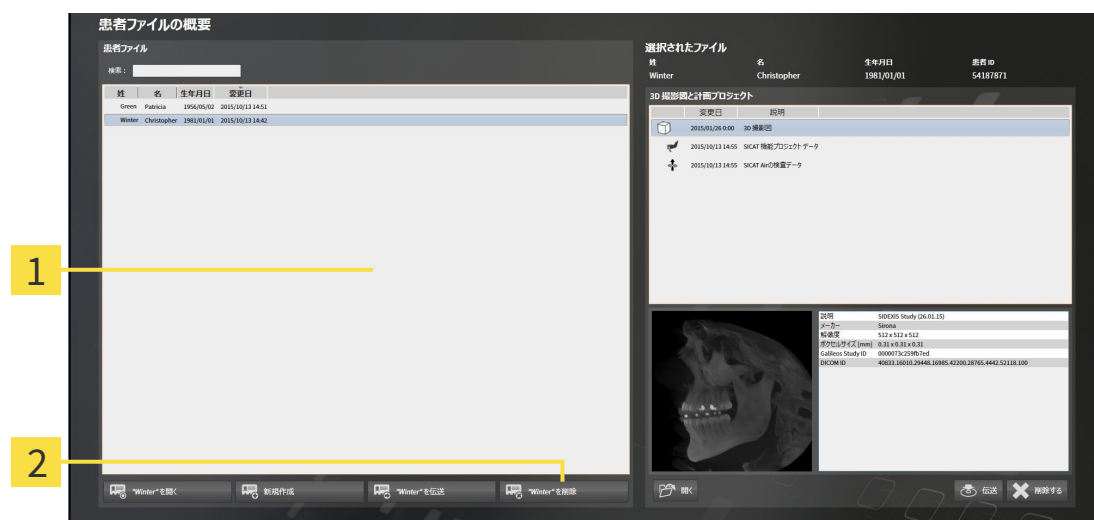 患者ファイルの概要
患者ファイル
検索：
姓 名 生年月日 変更日
Green Patricia 1956/05/02 2015/10/13 14:51
Winter Christopher 1981/01/01 2015/10/13 14:42
1
2
"Winter"を開く 新規作成 "Winter"を伝送 "Winter"を削除
選択されたファイル
姓 名 生年月日 患者 ID
Winter Christopher 1981/01/01 54187871
3D 撮影図と計画プロジェクト
変更日 説明
2015/01/26 0:00 3D 撮影図
2015/10/13 14:55 SICAT 機能プロジェクト データ
2015/10/13 14:55 SICAT Airの検査データ
説明 SIDEXIS Study (26.01.15)
メーカー Sirona
解像度 512 x 512 x 512
ボクセルサイズ [mm] 0.31 x 0.31 x 0.31
Galileos Study ID 0000073c259fb7ed
DICOM ID 40833.16010.29448.16985.42200.28765.4442.52118.100
開く 伝送 削除する